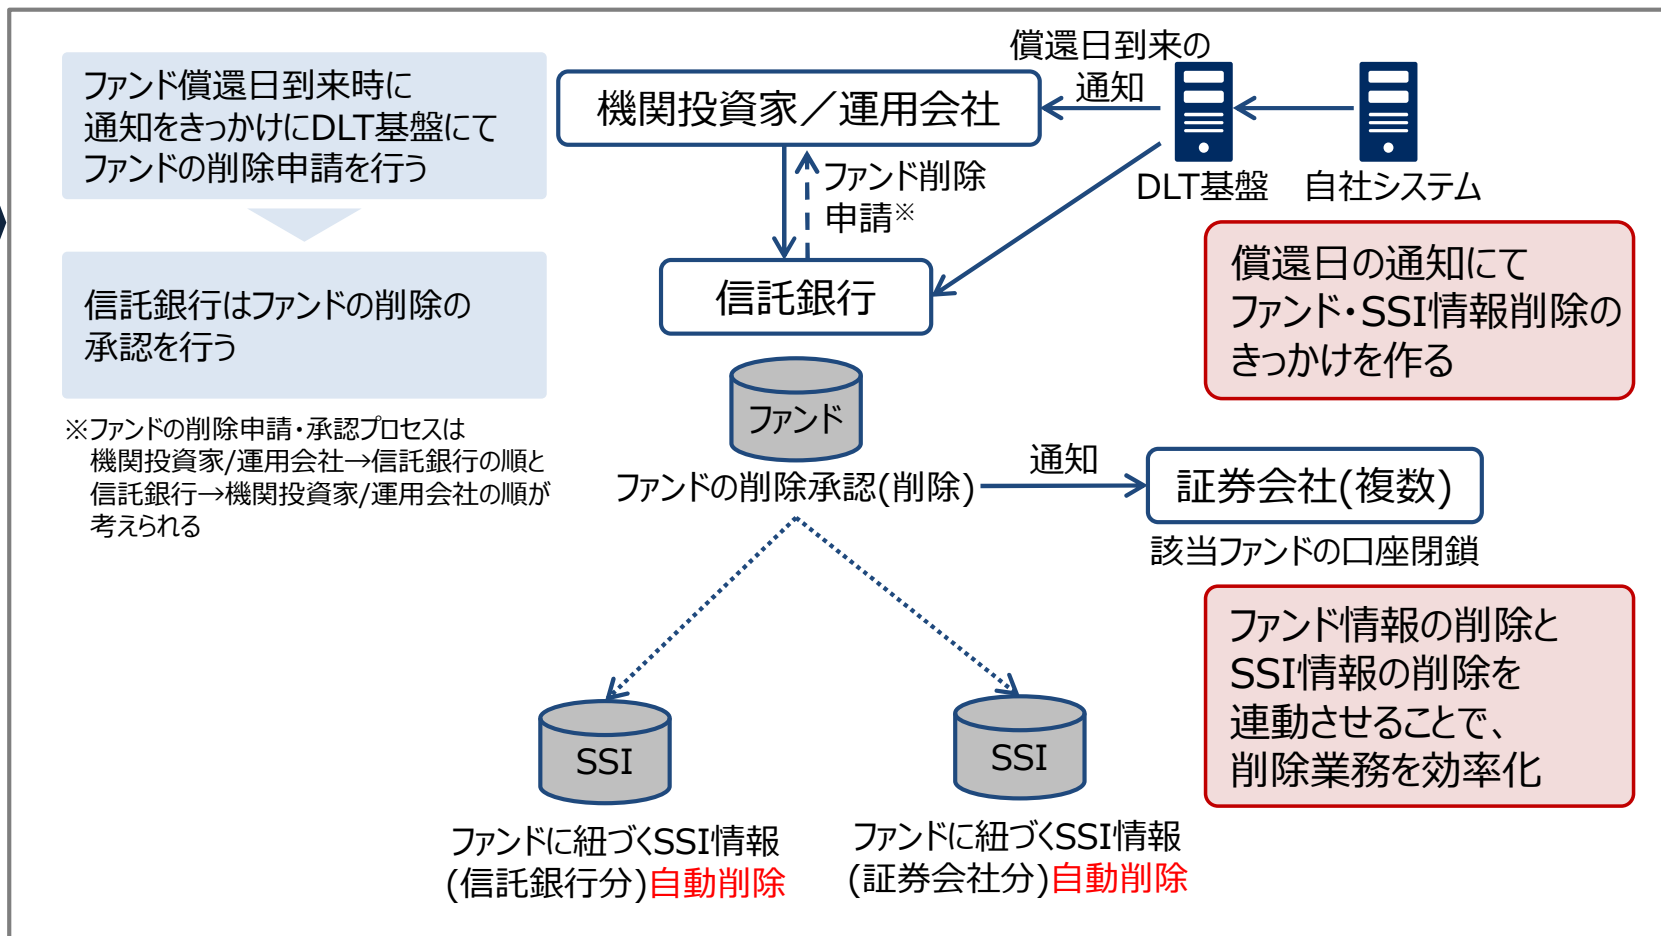 ファンド償還日到来時に
通知をきっかけにDLT基盤にて
ファンドの削除申請を行う
信託銀行はファンドの削除の
承認を行う
※ファンドの削除申請・承認プロセスは
機関投資家/運用会社→信託銀行の順と
信託銀行→機関投資家/運用会社の順が
考えられる
償還日到来の
通知
機関投資家／運用会社
DLT基盤
自社システム
ファンド削除
申請※
信託銀行
償還日の通知にて
ファンド・SSI情報削除の
きっかけを作る
ファンド
ファンドの削除承認(削除)
通知
証券会社(複数)
該当ファンドの口座閉鎖
ファンド情報の削除と
SSI情報の削除を
連動させることで、
削除業務を効率化
SSI
ファンドに紐づくSSI情報
(信託銀行分)自動削除
SSI
ファンドに紐づくSSI情報
(証券会社分)自動削除